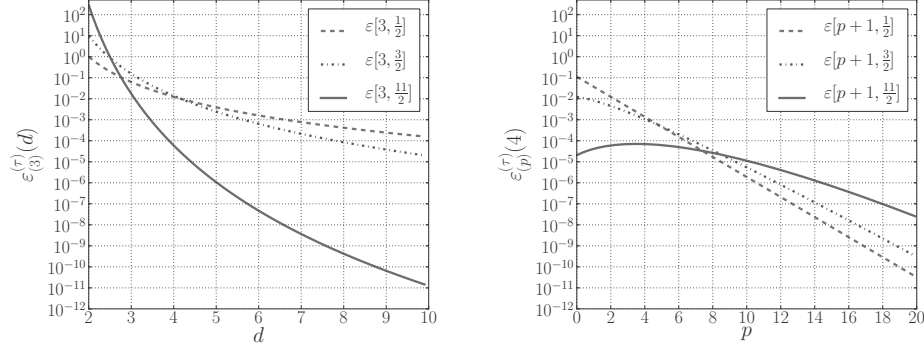 10^2
10^1
10^0
10^{-1}
10^{-2}
10^{-3}
10^{-4}
10^{-5}
10^{-6}
10^{-7}
10^{-8}
10^{-9}
10^{-10}
10^{-11}
10^{-12}
ε_{(3)}^{(τ)}(d)
ε[3, 1/2]
ε[3, 3/2]
ε[3, 11/2]
2 3 4 5 6 7 8 9 10
d
10^2
10^1
10^0
10^{-1}
10^{-2}
10^{-3}
10^{-4}
10^{-5}
10^{-6}
10^{-7}
10^{-8}
10^{-9}
10^{-10}
10^{-11}
10^{-12}
ε_{(p)}^{(τ)}(4)
ε[p + 1, 1/2]
ε[p + 1, 3/2]
ε[p + 1, 11/2]
0 2 4 6 8 10 12 14 16 18 20
p